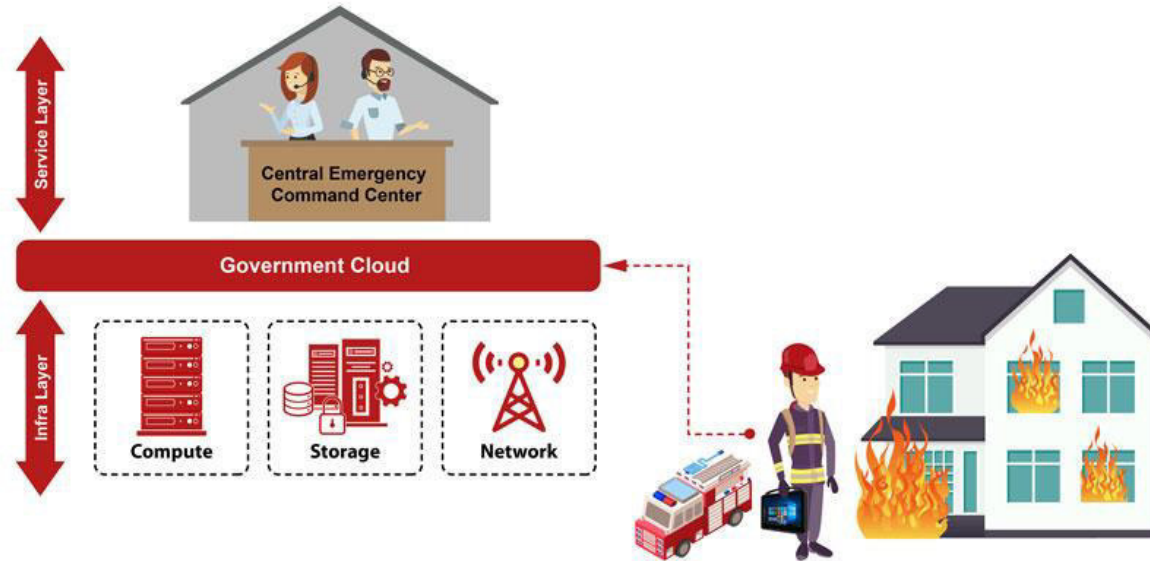 Service Layer
Central Emergency
Command Center
Government Cloud
Infra Layer
Compute
Storage
Network